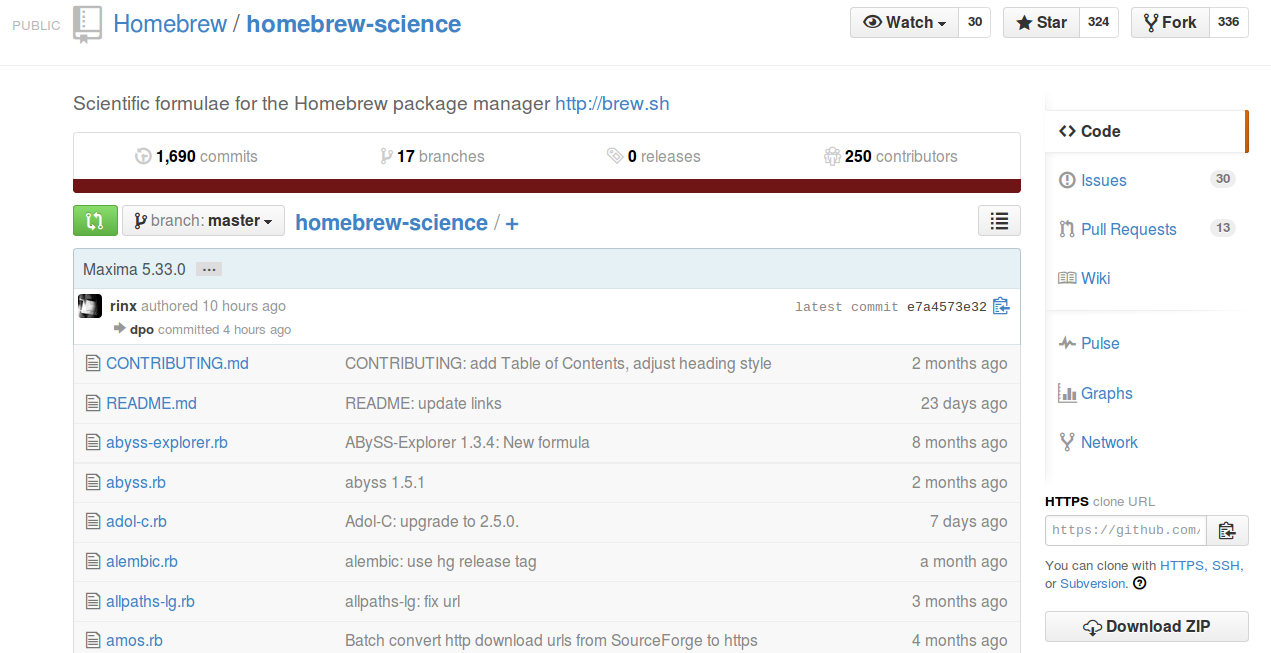 PUBLIC Homebrew / homebrew-science Watch 30 Star 324 Fork 336
Scientific formulae for the Homebrew package manager http://brew.sh
1,690 commits 17 branches 0 releases 250 contributors
branch: master homebrew-science / +
Maxima 5.33.0 ...
rinx authored 10 hours ago latest commit e7a4573e32
dpo committed 4 hours ago
CONTRIBUTING.md CONTRIBUTING: add Table of Contents, adjust heading style 2 months ago
README.md README: update links 23 days ago
abyss-explorer.rb ABySS-Explorer 1.3.4: New formula 8 months ago
abyss.rb abyss 1.5.1 2 months ago
adol-c.rb Adol-C: upgrade to 2.5.0. 7 days ago
alembic.rb alembic: use hg release tag a month ago
allpaths-lg.rb allpaths-lg: fix url 3 months ago
amos.rb Batch convert http download urls from SourceForge to https 4 months ago
Code
Issues 30
Pull Requests 13
Wiki
Pulse
Graphs
Network
HTTPS clone URL
https://github.com/
You can clone with HTTPS, SSH,
or Subversion.
Download ZIP